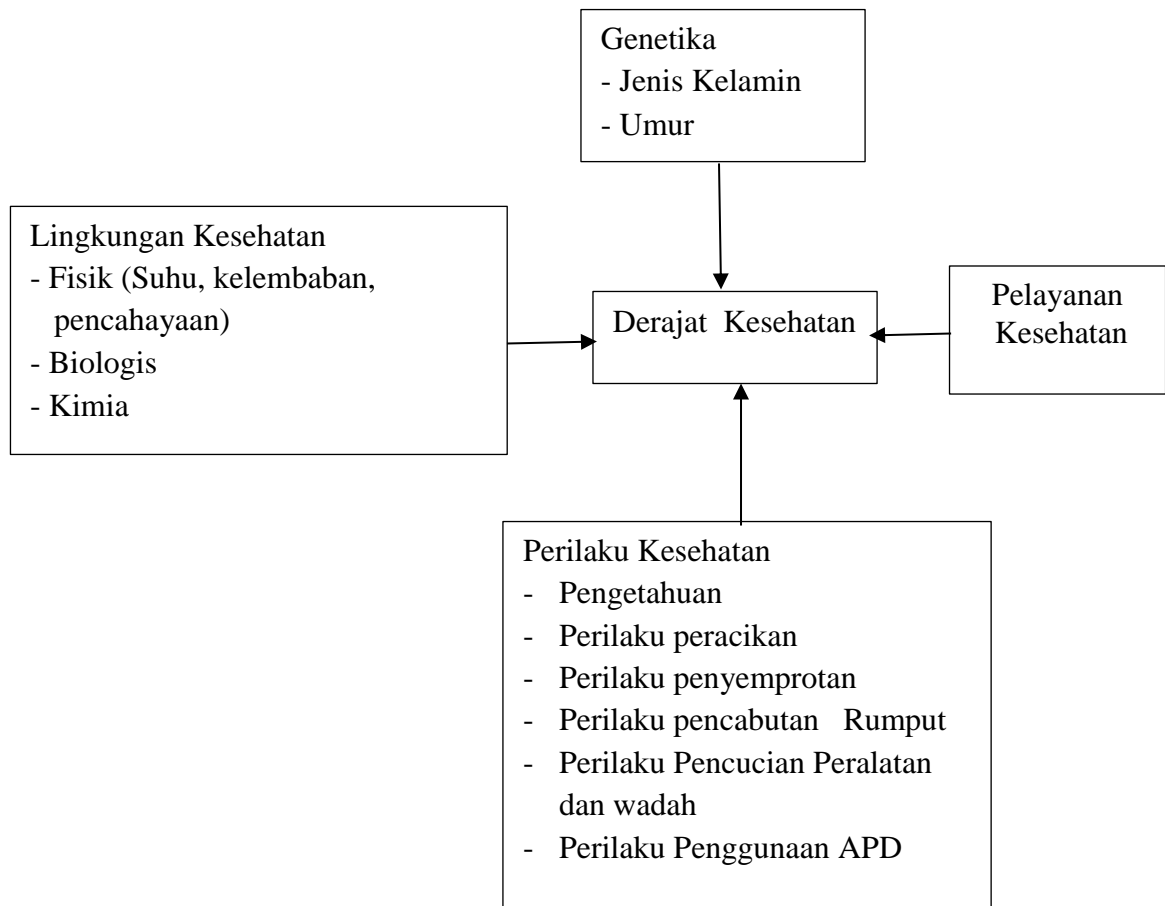 Genetika
- Jenis Kelamin
- Umur
Lingkungan Kesehatan
- Fisik (Suhu, kelembaban,
pencahayaan)
- Biologis
- Kimia
Derajat Kesehatan
Pelayanan
Kesehatan
Perilaku Kesehatan
- Pengetahuan
- Perilaku peracikan
- Perilaku penyemprotan
- Perilaku pencabutan Rumput
- Perilaku Pencucian Peralatan
dan wadah
- Perilaku Penggunaan APD